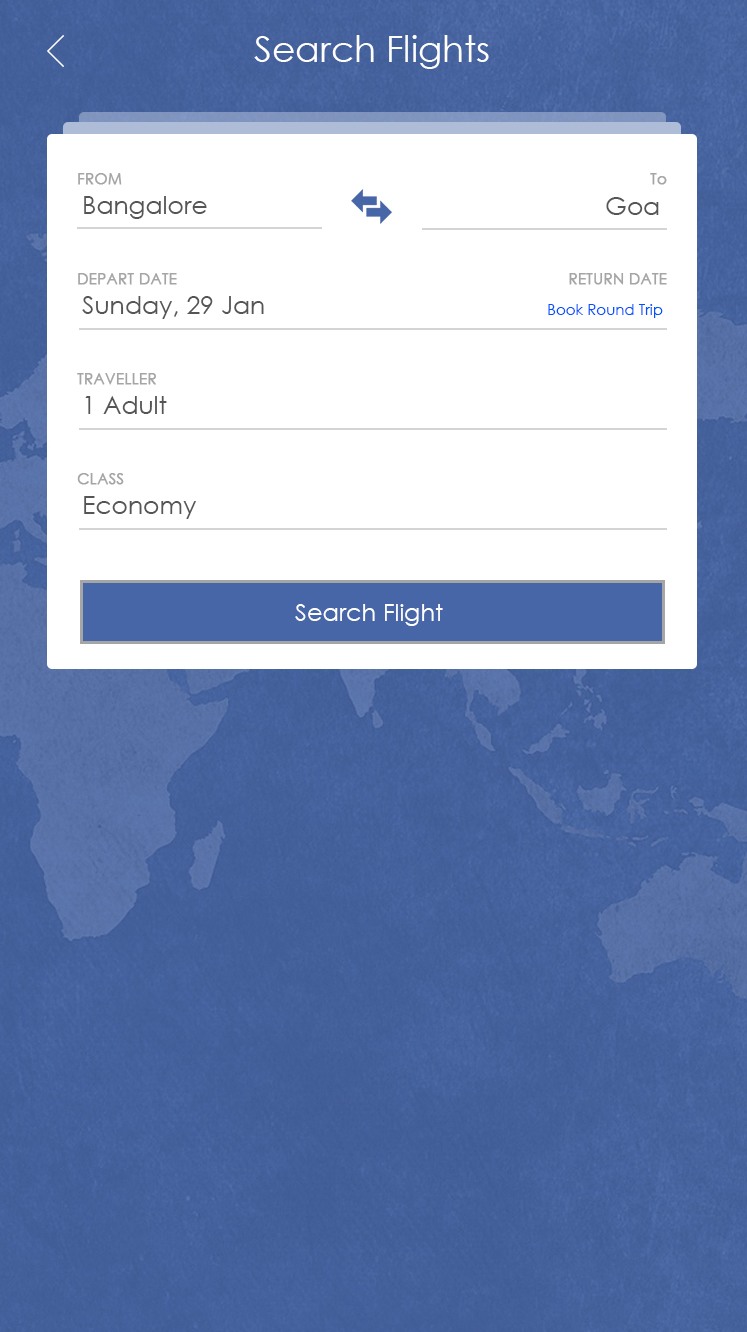 Search Flights
FROM
To
Bangalore
Goa
DEPART DATE
RETURN DATE
Sunday, 29 Jan
Book Round Trip
TRAVELLER
1 Adult
CLASS
Economy
Search Flight